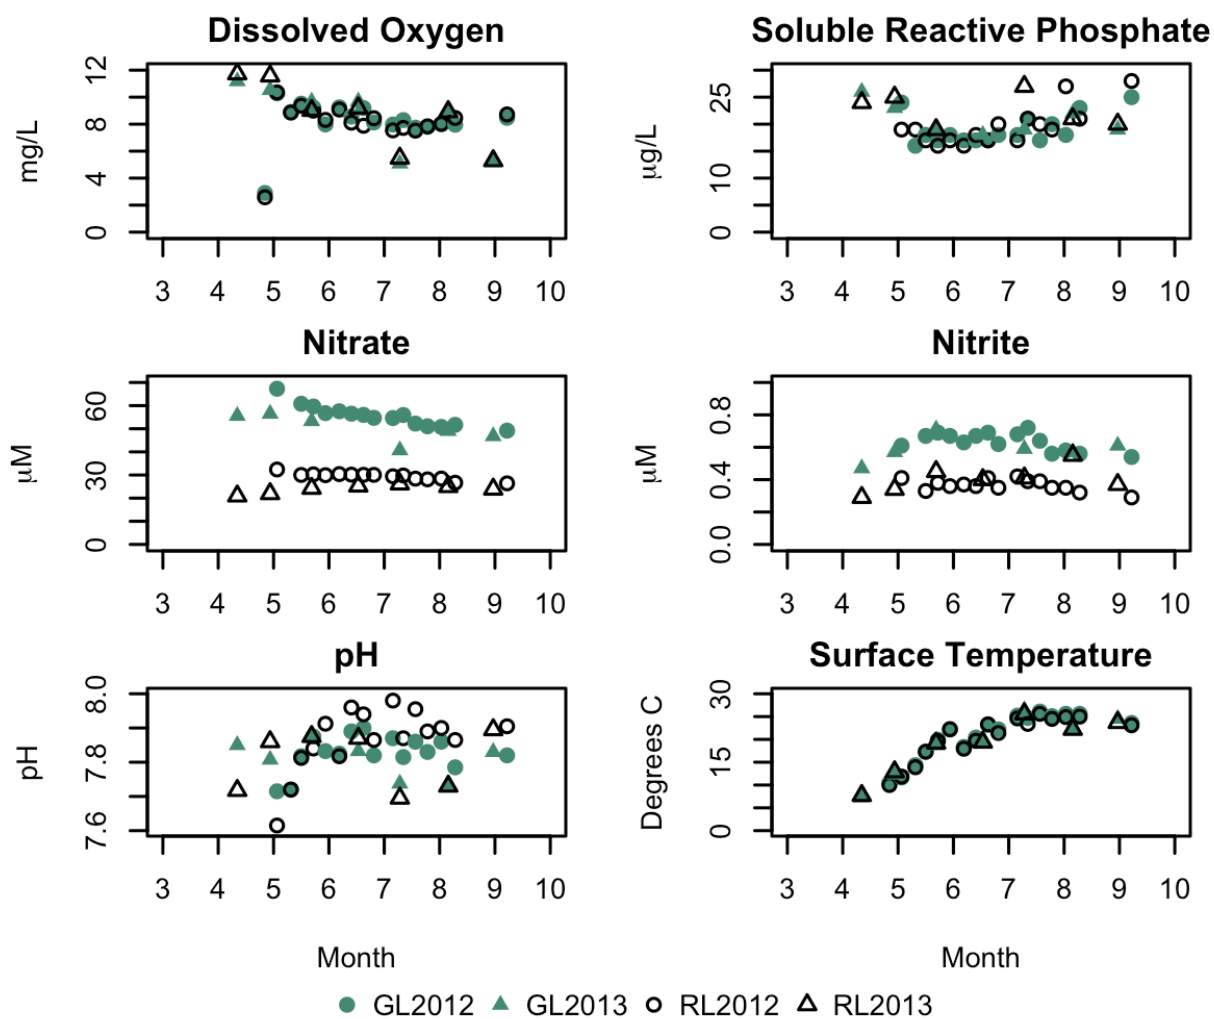 Dissolved Oxygen
mg/L
12
8
4
0
3 4 5 6 7 8 9 10
Soluble Reactive Phosphate
µg/L
25
10
0
3 4 5 6 7 8 9 10
Nitrate
µM
60
30
0
3 4 5 6 7 8 9 10
Nitrite
µM
0.8
0.4
0.0
3 4 5 6 7 8 9 10
pH
pH
8.0
7.8
7.6
3 4 5 6 7 8 9 10
Month
Surface Temperature
Degrees C
30
15
0
3 4 5 6 7 8 9 10
Month
GL2012 GL2013 RL2012 RL2013